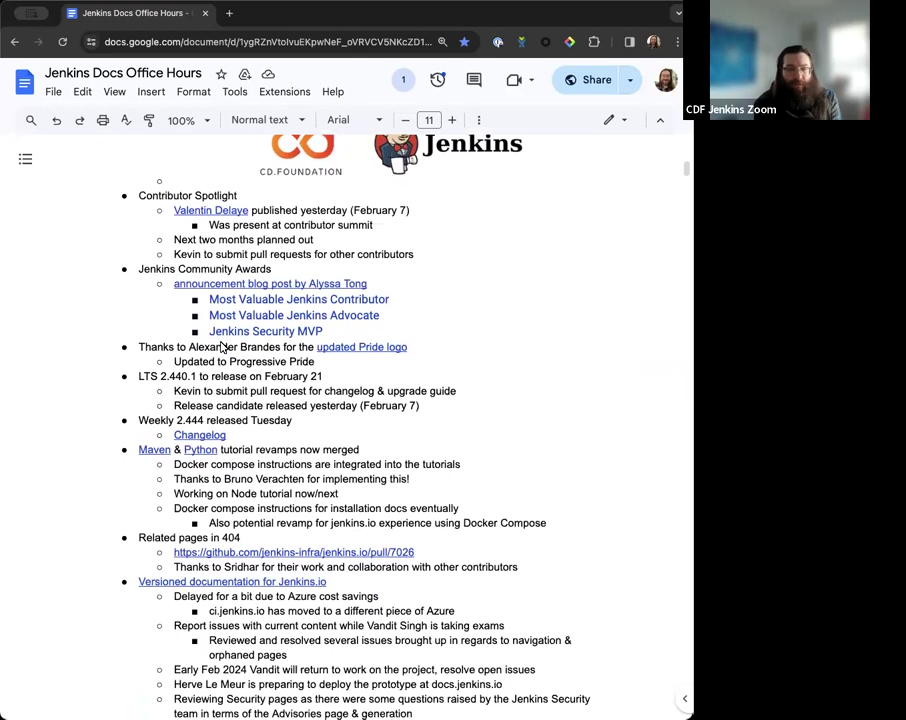 Jenkins Docs Office Hours -
docs.google.com/document/d/1ygRZnVtoIvuEKpwNeF_oVRVCV5NKcZD1...
Jenkins Docs Office Hours
1
Share
File Edit View Insert Format Tools Extensions Help
100% Normal text Arial 11
CD.FOUNDATION
Jenkins
Contributor Spotlight
Valentin Delaye published yesterday (February 7)
Was present at contributor summit
Next two months planned out
Kevin to submit pull requests for other contributors
Jenkins Community Awards
announcement blog post by Alyssa Tong
Most Valuable Jenkins Contributor
Most Valuable Jenkins Advocate
Jenkins Security MVP
Thanks to Alexander Brandes for the updated Pride logo
Updated to Progressive Pride
LTS 2.440.1 to release on February 21
Kevin to submit pull request for changelog & upgrade guide
Release candidate released yesterday (February 7)
Weekly 2.444 released Tuesday
Changelog
Maven & Python tutorial revamps now merged
Docker compose instructions are integrated into the tutorials
Thanks to Bruno Verachten for implementing this!
Working on Node tutorial now/next
Docker compose instructions for installation docs eventually
Also potential revamp for jenkins.io experience using Docker Compose
Related pages in 404
https://github.com/jenkins-infra/jenkins.io/pull/7026
Thanks to Sridhar for their work and collaboration with other contributors
Versioned documentation for Jenkins.io
Delayed for a bit due to Azure cost savings
ci.jenkins.io has moved to a different piece of Azure
Report issues with current content while Vandit Singh is taking exams
Reviewed and resolved several issues brought up in regards to navigation &
orphaned pages
Early Feb 2024 Vandit will return to work on the project, resolve open issues
Herve Le Meur is preparing to deploy the prototype at docs.jenkins.io
Reviewing Security pages as there were some questions raised by the Jenkins Security
team in terms of the Advisories page & generation
CDF Jenkins Zoom